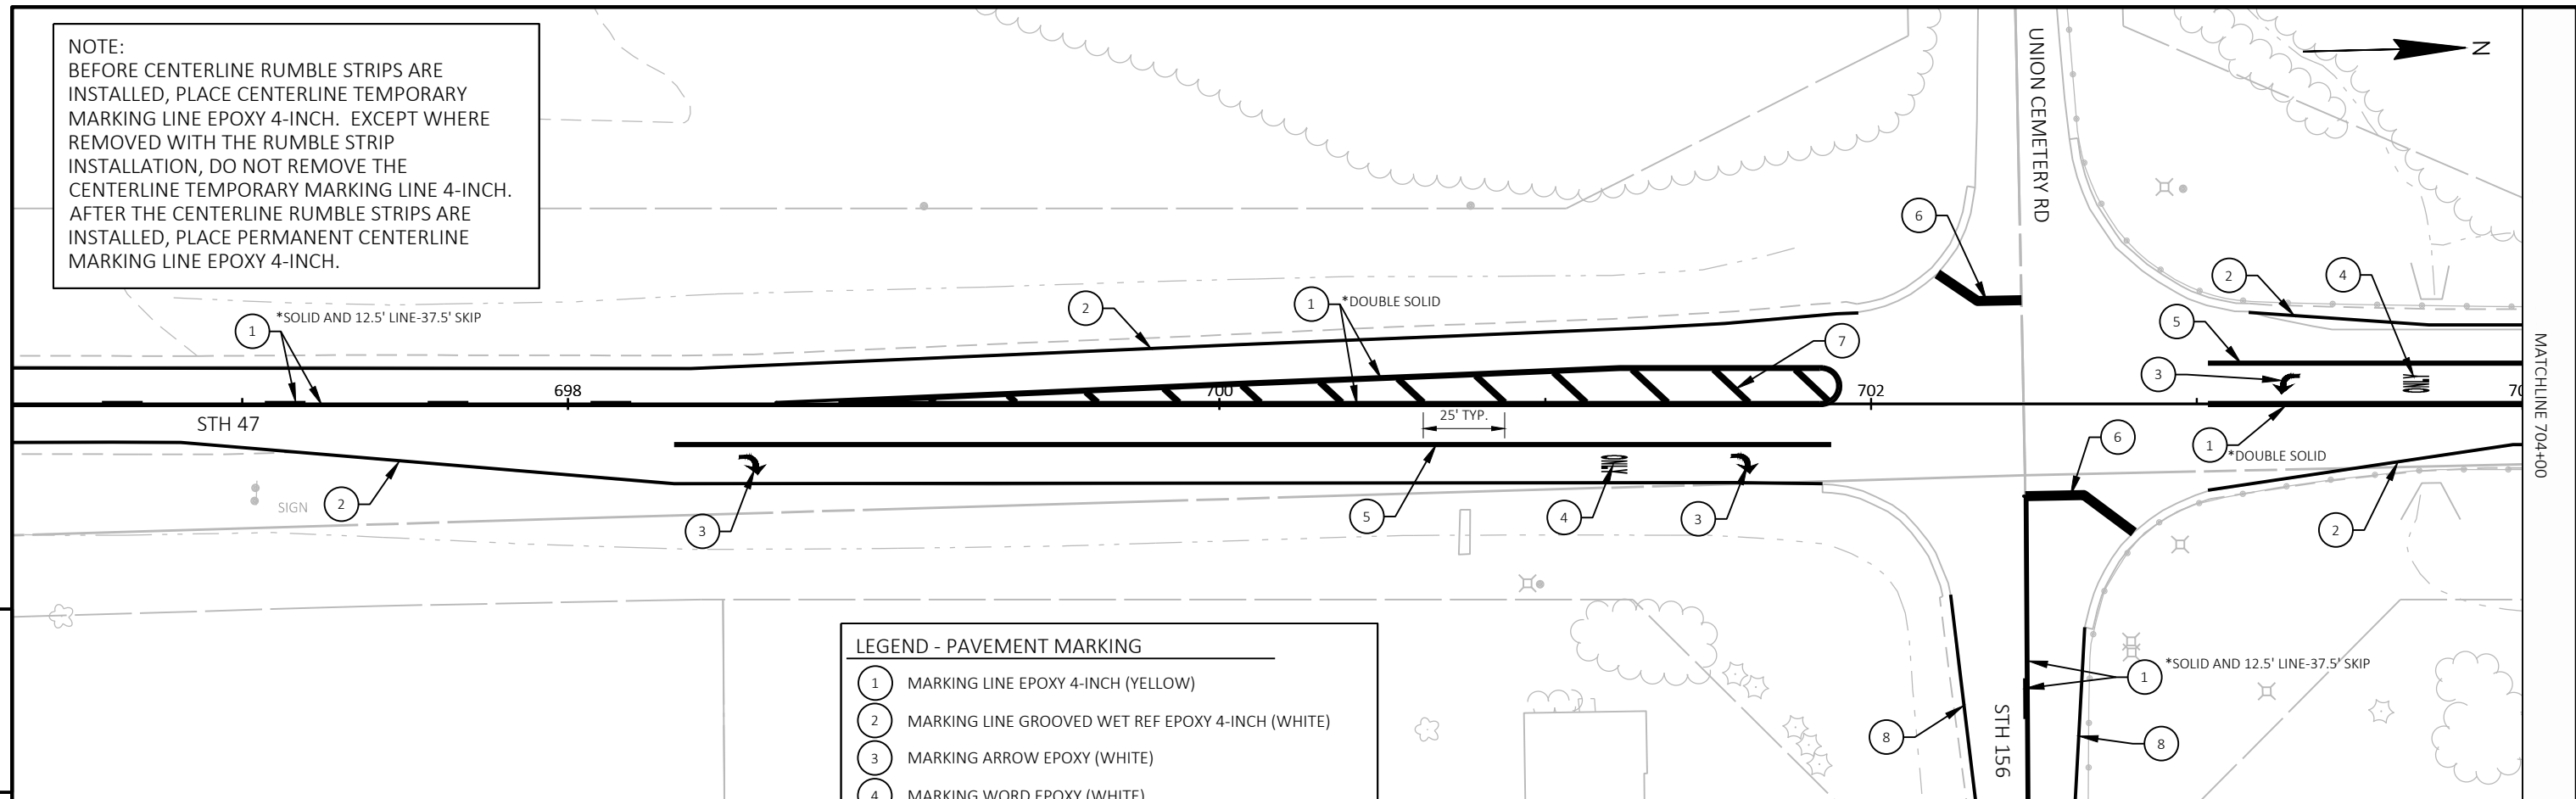 NOTE:
BEFORE CENTERLINE RUMBLE STRIPS ARE
INSTALLED, PLACE CENTERLINE TEMPORARY
MARKING LINE EPOXY 4-INCH. EXCEPT WHERE
REMOVED WITH THE RUMBLE STRIP
INSTALLATION, DO NOT REMOVE THE
CENTERLINE TEMPORARY MARKING LINE 4-INCH.
AFTER THE CENTERLINE RUMBLE STRIPS ARE
INSTALLED, PLACE PERMANENT CENTERLINE
MARKING LINE EPOXY 4-INCH.
UNION CEMETERY RD
N
6
2
4
1
*SOLID AND 12.5' LINE-37.5' SKIP
2
1
*DOUBLE SOLID
7
5
3
698
700
702
70
MATCHLINE 704+00
STH 47
25' TYP.
6
1
*DOUBLE SOLID
SIGN
2
3
5
4
3
2
LEGEND - PAVEMENT MARKING
1 MARKING LINE EPOXY 4-INCH (YELLOW)
2 MARKING LINE GROOVED WET REF EPOXY 4-INCH (WHITE)
3 MARKING ARROW EPOXY (WHITE)
4 MARKING WORD EPOXY (WHITE)
*SOLID AND 12.5' LINE-37.5' SKIP
1
8
STH 156
8